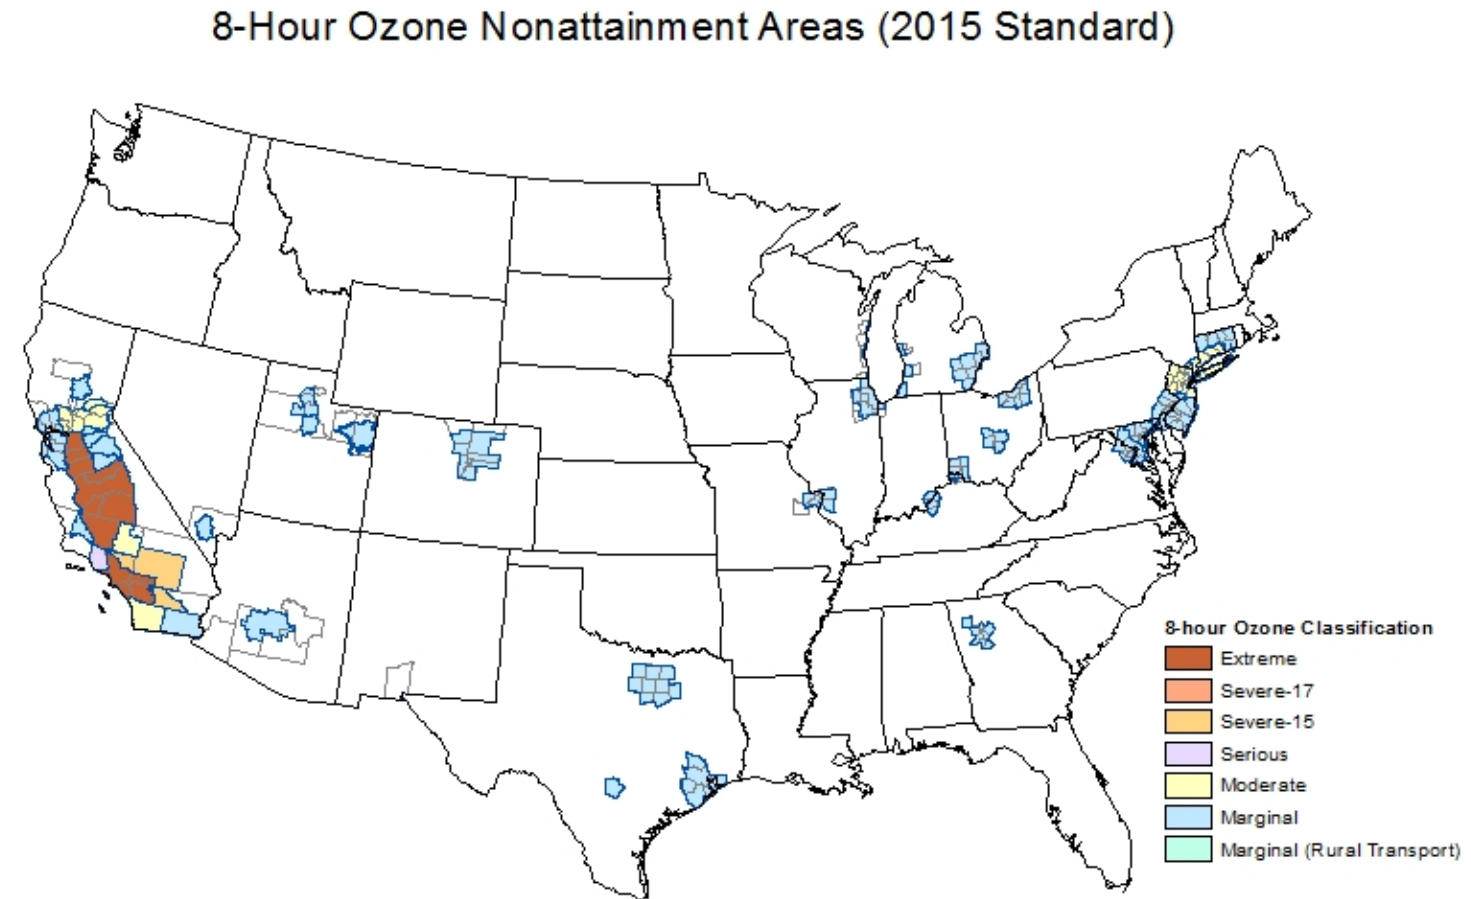 8-Hour Ozone Nonattainment Areas (2015 Standard)
8-hour Ozone Classification
Extreme
Severe-17
Severe-15
Serious
Moderate
Marginal
Marginal (Rural Transport)